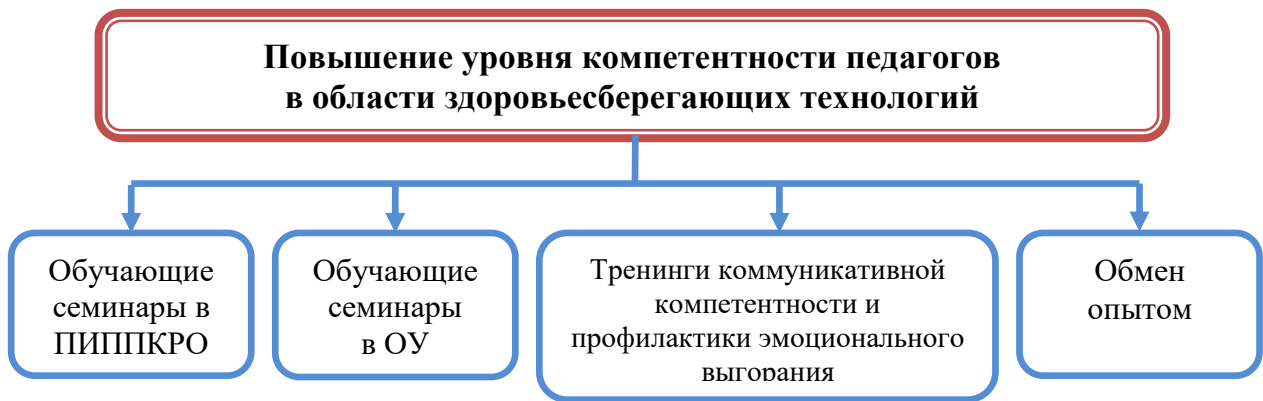 Повышение уровня компетентности педагогов
в области здоровьесберегающих технологий
Обучающие
семинары в
ПИППКРО
Обучающие
семинары
в ОУ
Тренинги коммуникативной
компетентности и
профилактики эмоционального
выгорания
Обмен
опытом